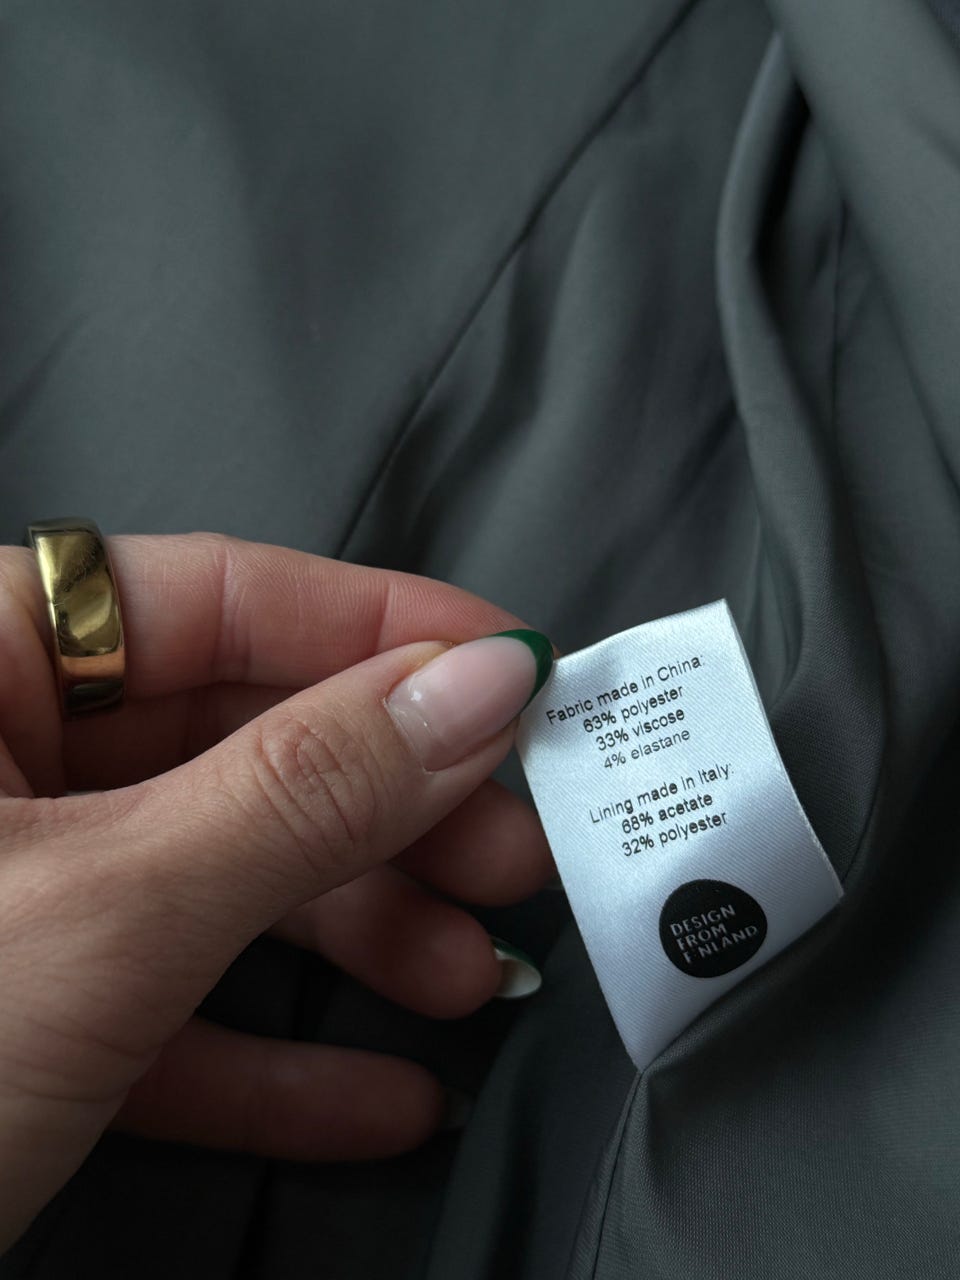 Fabric made in China:
63% polyester
33% viscose
4% elastane
Lining made in Italy:
68% acetate
32% polyester
DESIGN
FROM
FINLAND